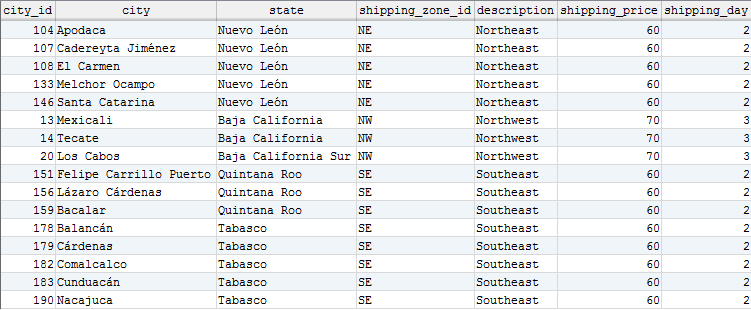 city_id city state shipping_zone_id description shipping_price shipping_day
104 Apodaca Nuevo León NE Northeast 60 2
107 Cadereyta Jiménez Nuevo León NE Northeast 60 2
108 El Carmen Nuevo León NE Northeast 60 2
133 Melchor Ocampo Nuevo León NE Northeast 60 2
146 Santa Catarina Nuevo León NE Northeast 60 2
13 Mexicali Baja California NW Northwest 70 3
14 Tecate Baja California NW Northwest 70 3
20 Los Cabos Baja California Sur NW Northwest 70 3
151 Felipe Carrillo Puerto Quintana Roo SE Southeast 60 2
156 Lázaro Cárdenas Quintana Roo SE Southeast 60 2
159 Bacalar Quintana Roo SE Southeast 60 2
178 Balancán Tabasco SE Southeast 60 2
179 Cárdenas Tabasco SE Southeast 60 2
182 Comalcalco Tabasco SE Southeast 60 2
183 Cunduacán Tabasco SE Southeast 60 2
190 Nacajuca Tabasco SE Southeast 60 2